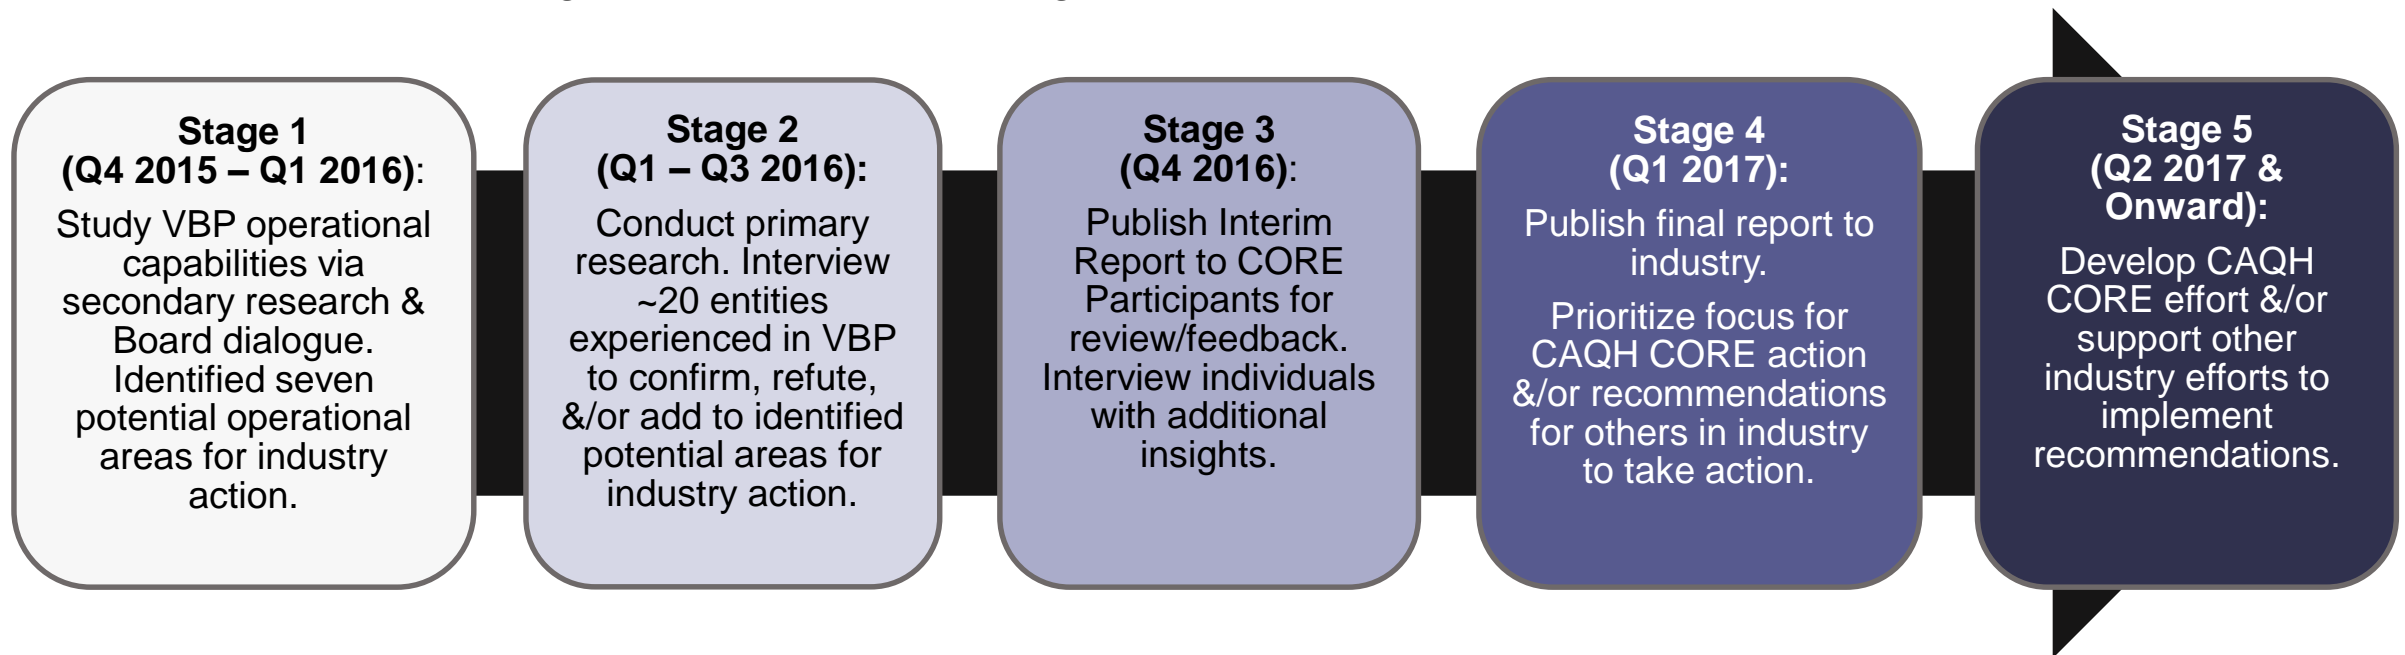 Stage 1
(Q4 2015 – Q1 2016):
Study VBP operational
capabilities via
secondary research &
Board dialogue.
Identified seven
potential operational
areas for industry
action.
Stage 2
(Q1 – Q3 2016):
Conduct primary
research. Interview
~20 entities
experienced in VBP
to confirm, refute,
&/or add to identified
potential areas for
industry action.
Stage 3
(Q4 2016):
Publish Interim
Report to CORE
Participants for
review/feedback.
Interview individuals
with additional
insights.
Stage 4
(Q1 2017):
Publish final report to
industry.
Prioritize focus for
CAQH CORE action
&/or recommendations
for others in industry
to take action.
Stage 5
(Q2 2017 &
Onward):
Develop CAQH
CORE effort &/or
support other
industry efforts to
implement
recommendations.